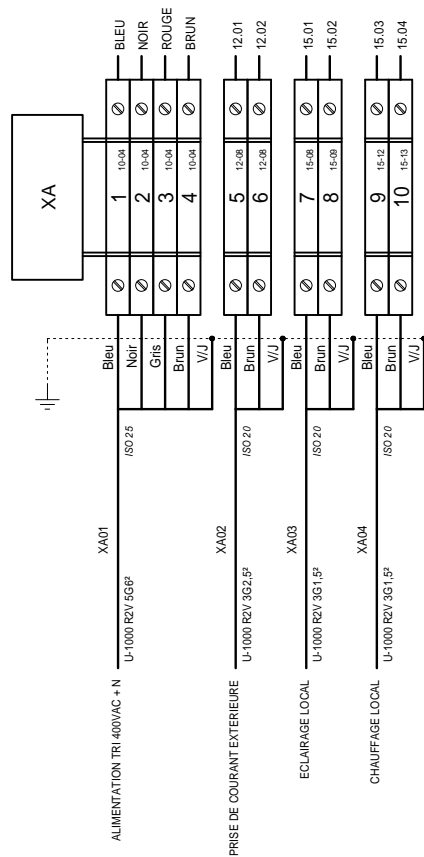 XA
1 10-04 BLEU
2 10-04 NOIR
3 10-04 ROUGE
4 10-04 BRUN
5 12-08 12.01
6 12-08 12.02
7 15-08 15.01
8 15-09 15.02
9 15-12 15.03
10 15-13 15.04
Bleu
Noir
Gris
Brun
V/J
Bleu
Brun
V/J
Bleu
Brun
V/J
Bleu
Brun
V/J
ISO 25
ISO 20
ISO 20
ISO 20
XA01
XA02
XA03
XA04
U-1000 R2V 5G6²
U-1000 R2V 3G2,5²
U-1000 R2V 3G1,5²
U-1000 R2V 3G1,5²
ALIMENTATION TRI 400VAC + N
PRISE DE COURANT EXTERIEURE
ECLAIRAGE LOCAL
CHAUFFAGE LOCAL